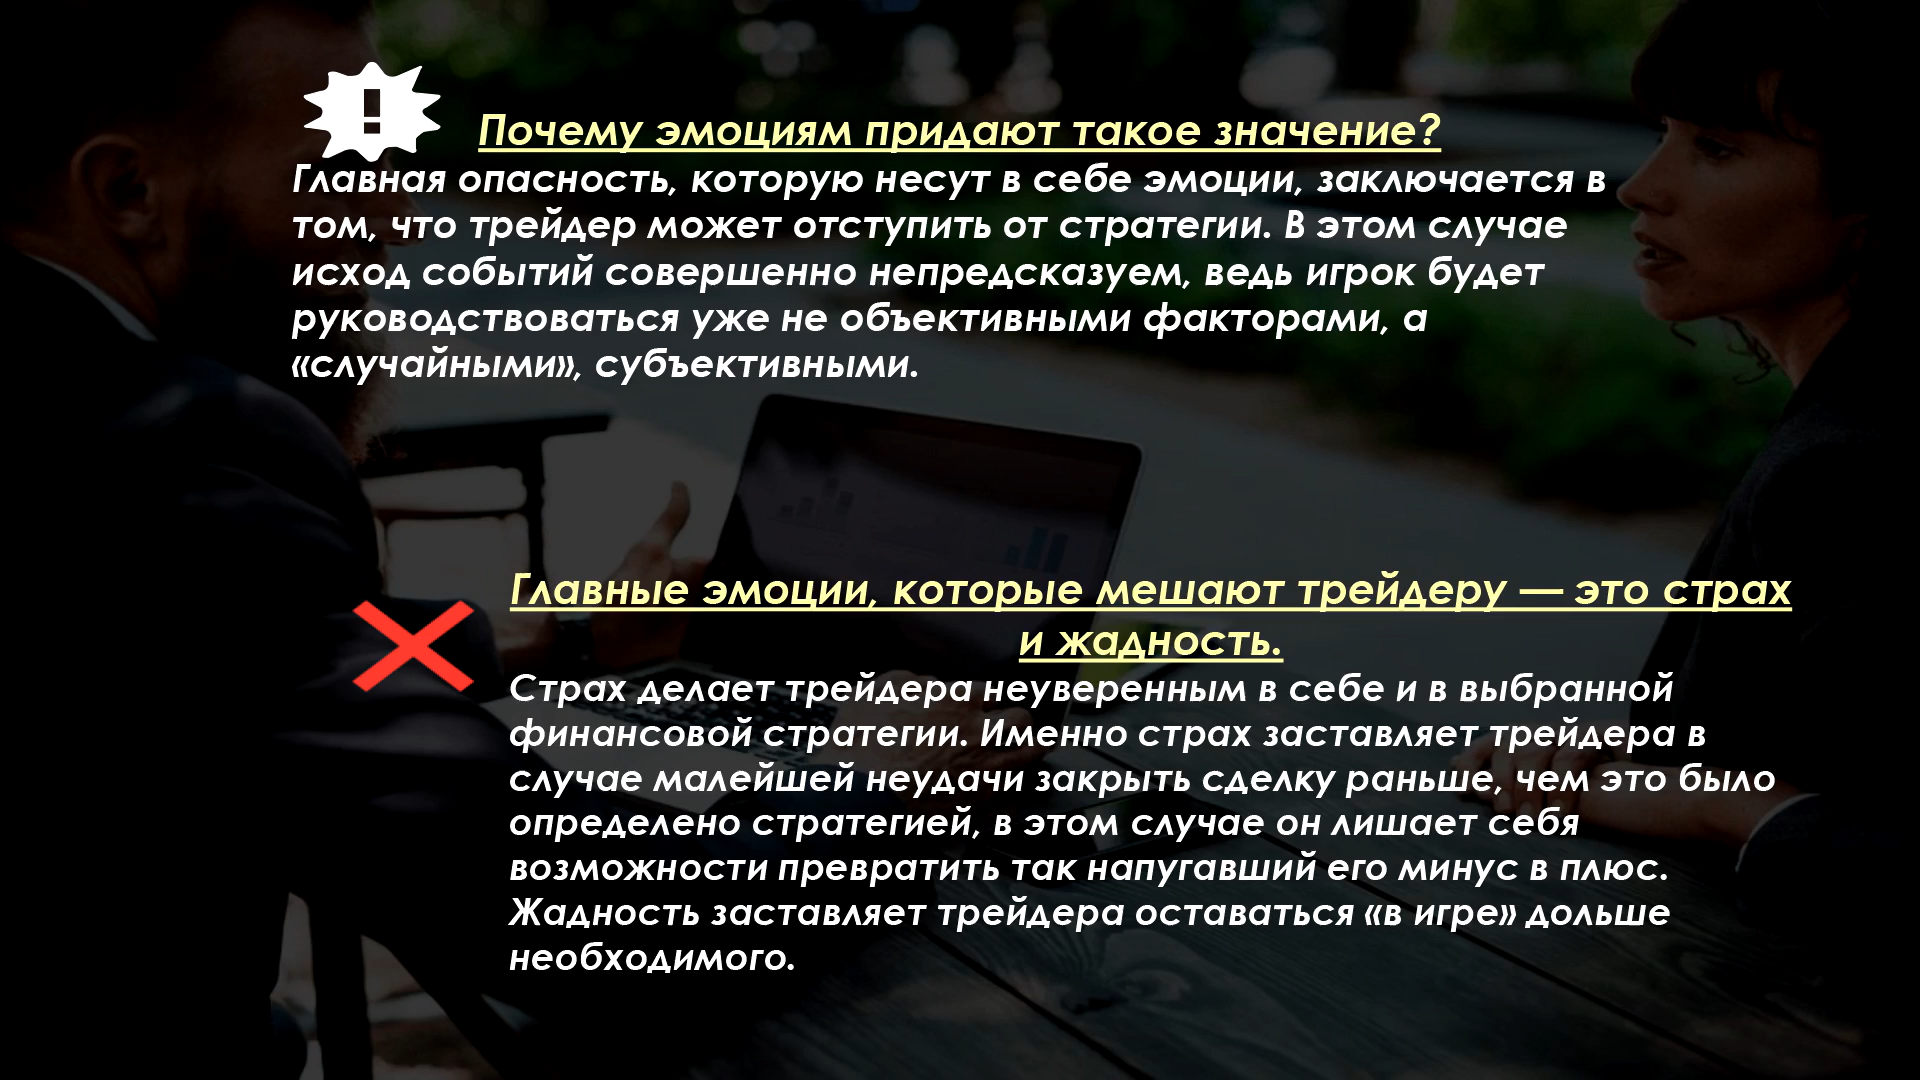 !
Почему эмоциям придают такое значение?
Главная опасность, которую несут в себе эмоции, заключается в
том, что трейдер может отступить от стратегии. В этом случае
исход событий совершенно непредсказуем, ведь игрок будет
руководствоваться уже не объективными факторами, а
«случайными», субъективными.
Главные эмоции, которые мешают трейдеру — это страх
и жадность.
Страх делает трейдера неуверенным в себе и в выбранной
финансовой стратегии. Именно страх заставляет трейдера в
случае малейшей неудачи закрыть сделку раньше, чем это было
определено стратегией, в этом случае он лишает себя
возможности превратить так напугавший его минус в плюс.
Жадность заставляет трейдера оставаться «в игре» дольше
необходимого.